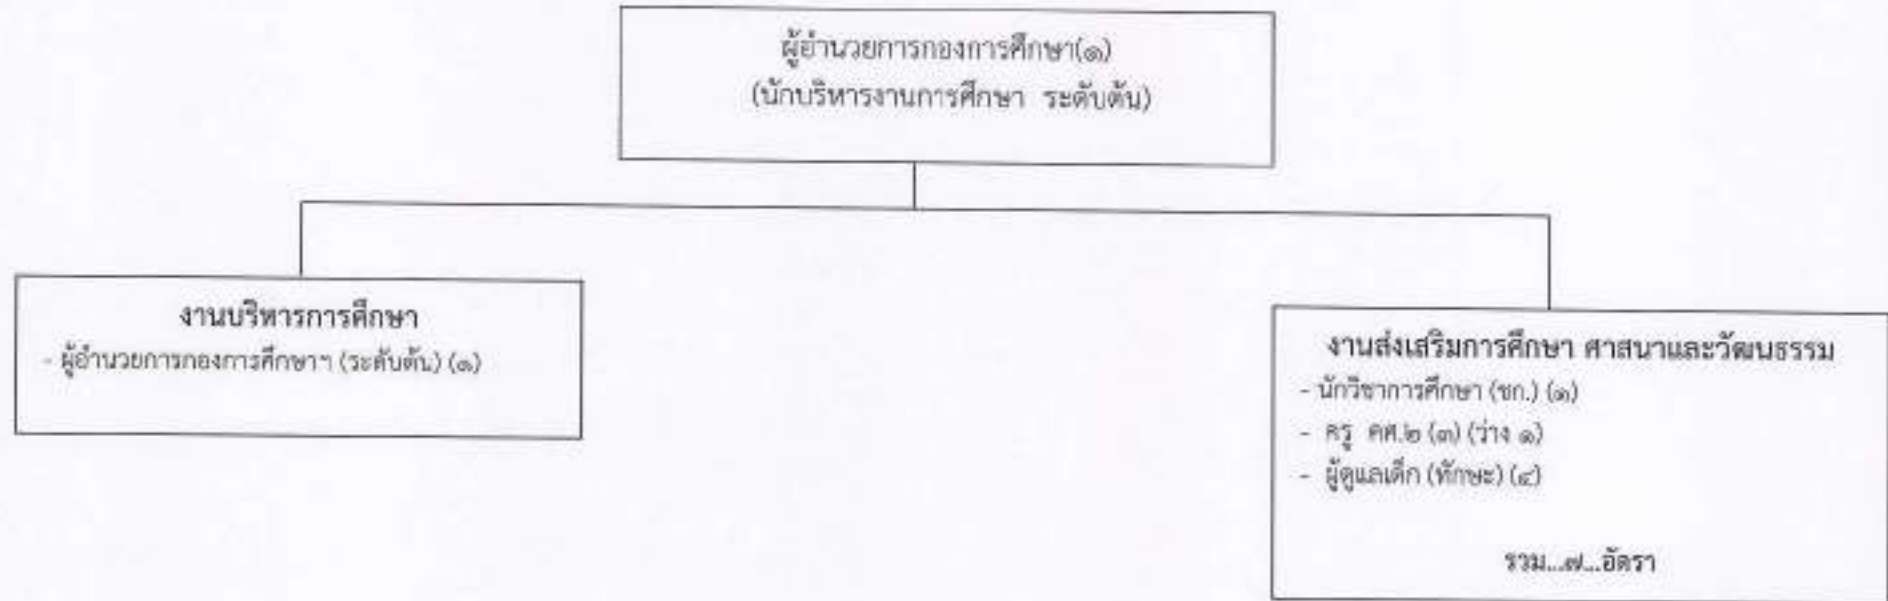 ผู้อำนวยการกองการศึกษา(๑)
(นักบริหารงานการศึกษา ระดับต้น)
งานบริหารการศึกษา
- ผู้อำนวยการกองการศึกษาฯ (ระดับต้น) (๑)
งานส่งเสริมการศึกษา ศาสนาและวัฒนธรรม
- นักวิชาการศึกษา (ชก.) (๑)
- ครู คศ.๒ (๓) (ว่าง ๑)
- ผู้ดูแลเด็ก (ทักษะ) (๔)
รวม...๗...อัตรา